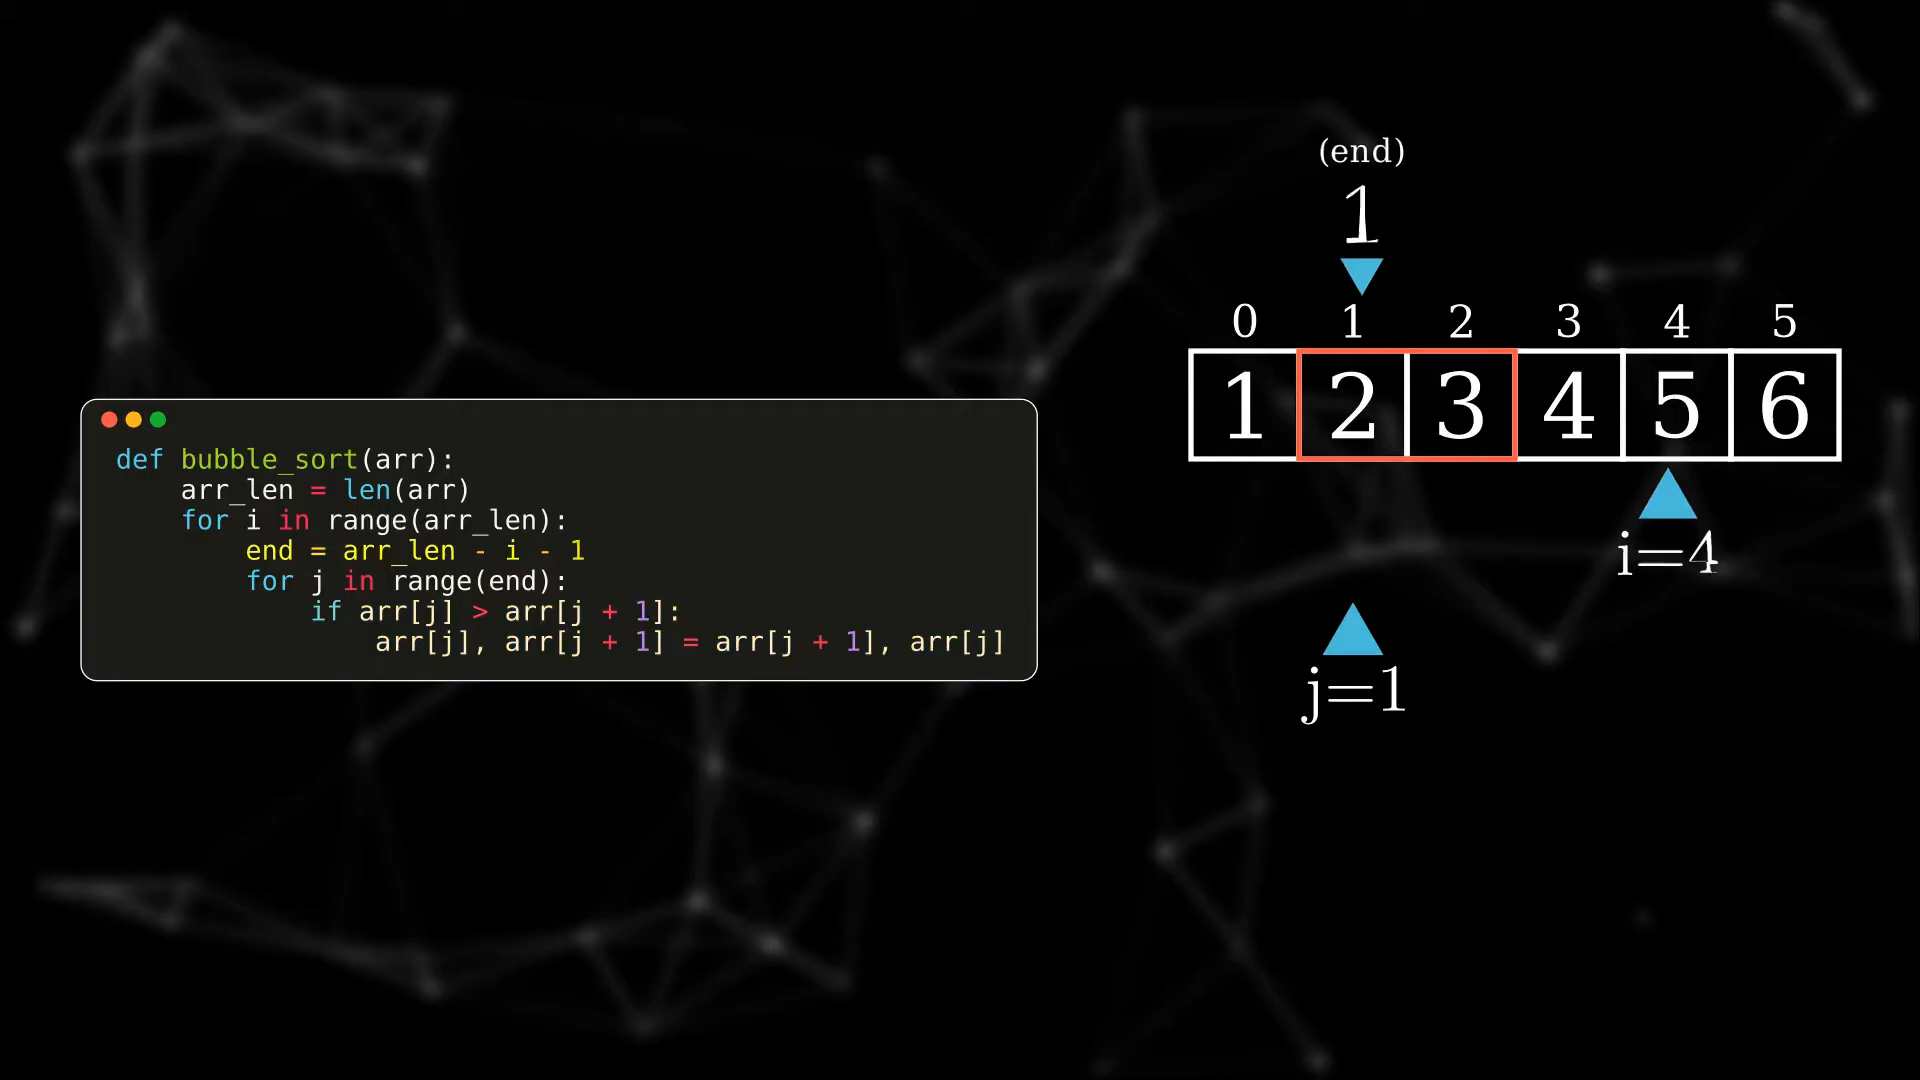 def bubble_sort(arr):
    arr_len = len(arr)
    for i in range(arr_len):
        end = arr_len - i - 1
        for j in range(end):
            if arr[j] > arr[j + 1]:
                arr[j], arr[j + 1] = arr[j + 1], arr[j]
(end)
1
0 1 2 3 4 5
1 2 3 4 5 6
i=4
j=1